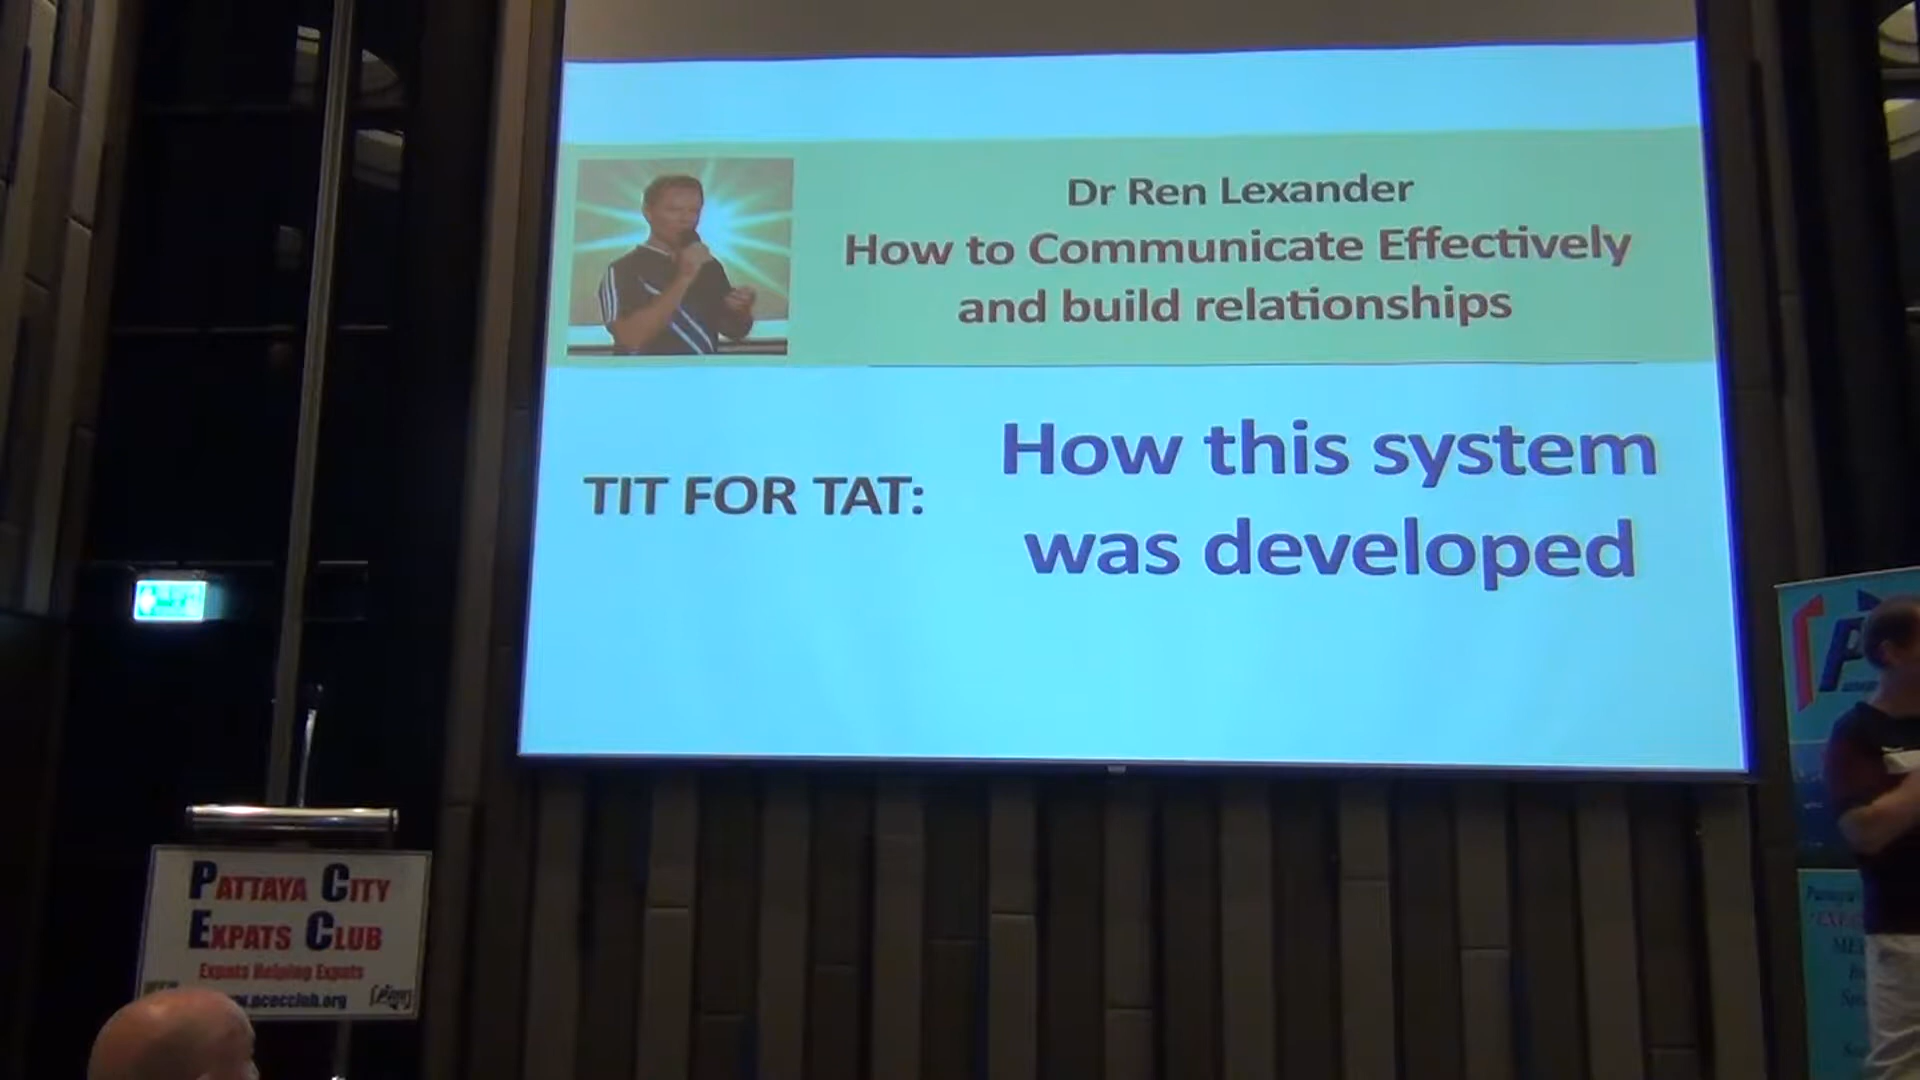 Dr Ren Lexander
How to Communicate Effectively
and build relationships
TIT FOR TAT:
How this system
was developed
PATTAYA CITY
EXPATS CLUB
Expats Helping Expats